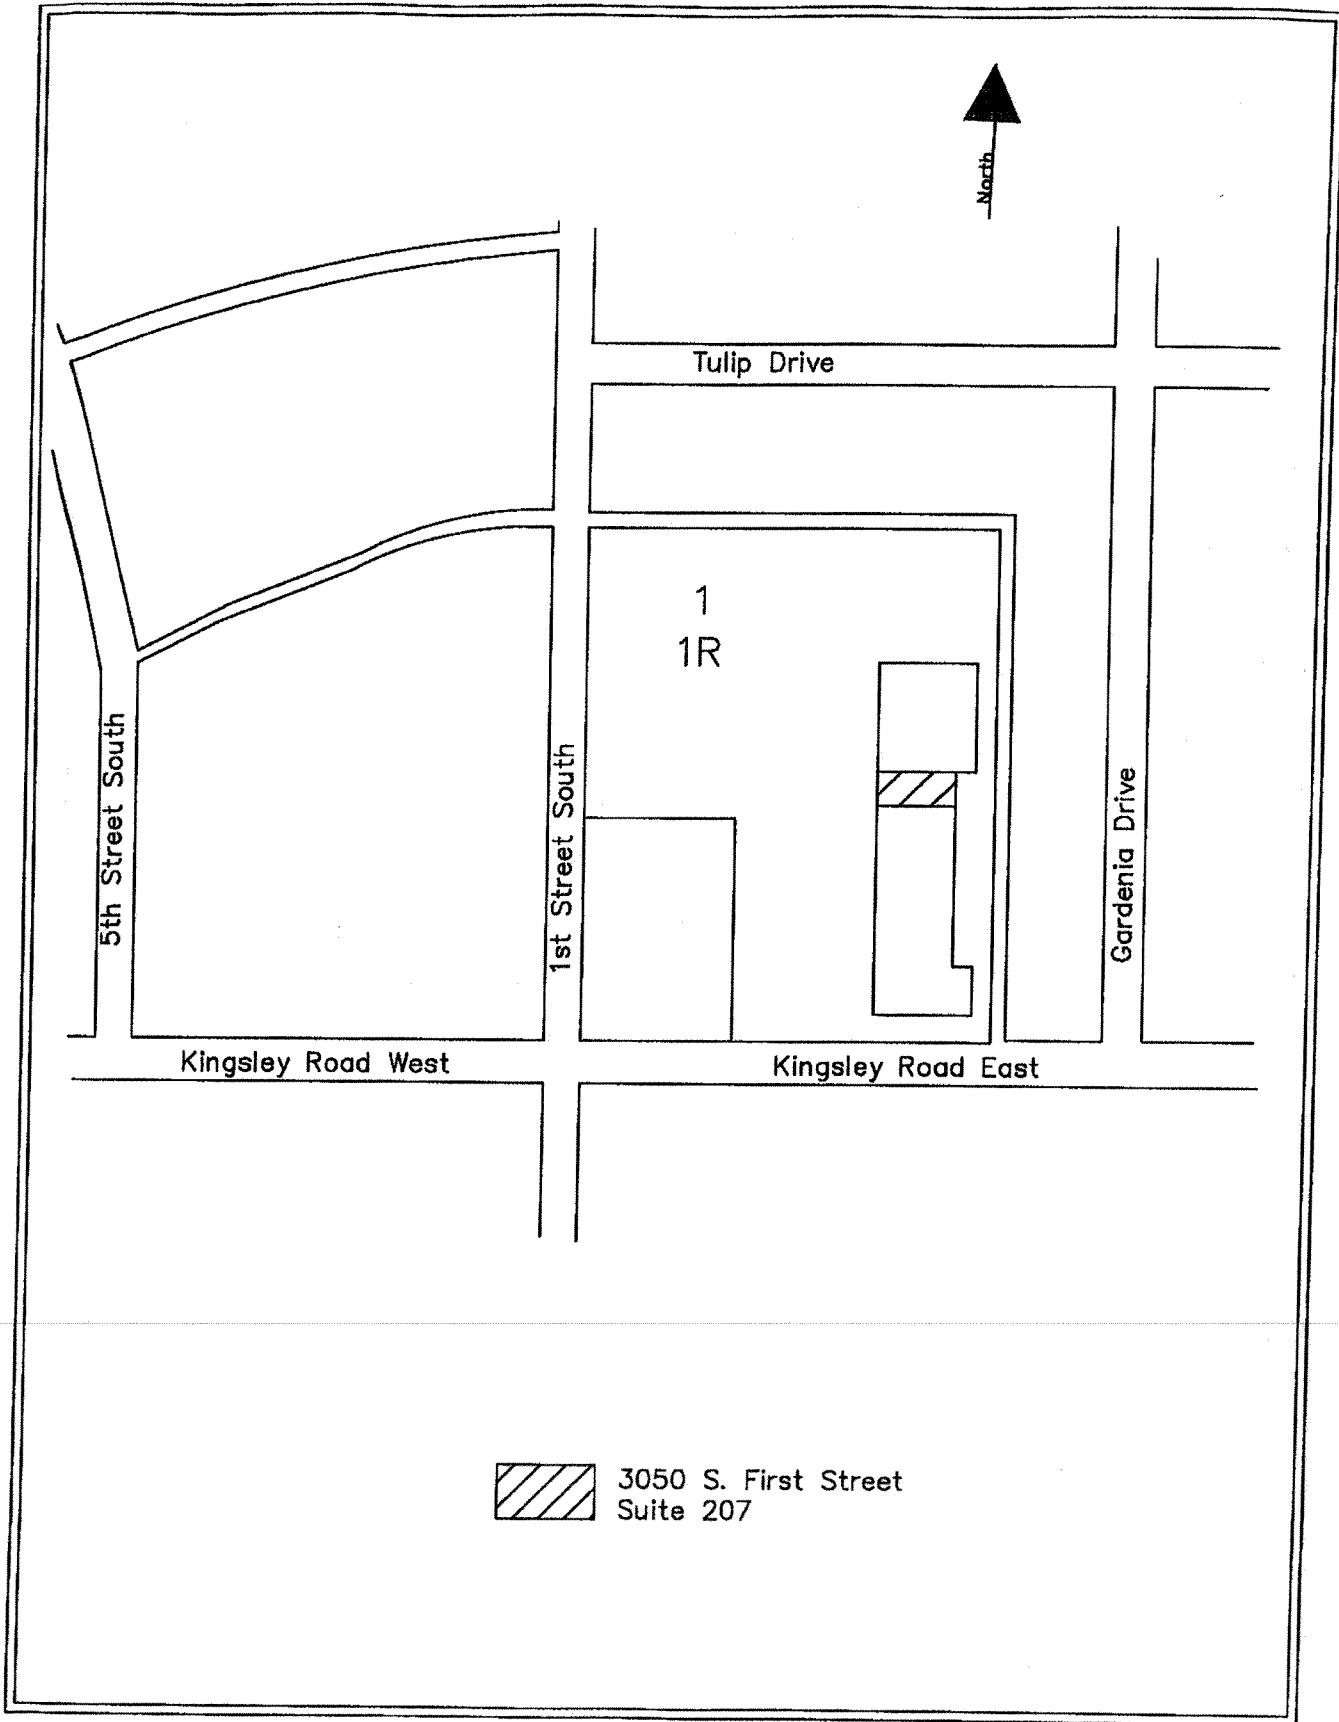 North
Tulip Drive
1
1R
5th Street South
1st Street South
Gardenia Drive
Kingsley Road West
Kingsley Road East
3050 S. First Street
Suite 207